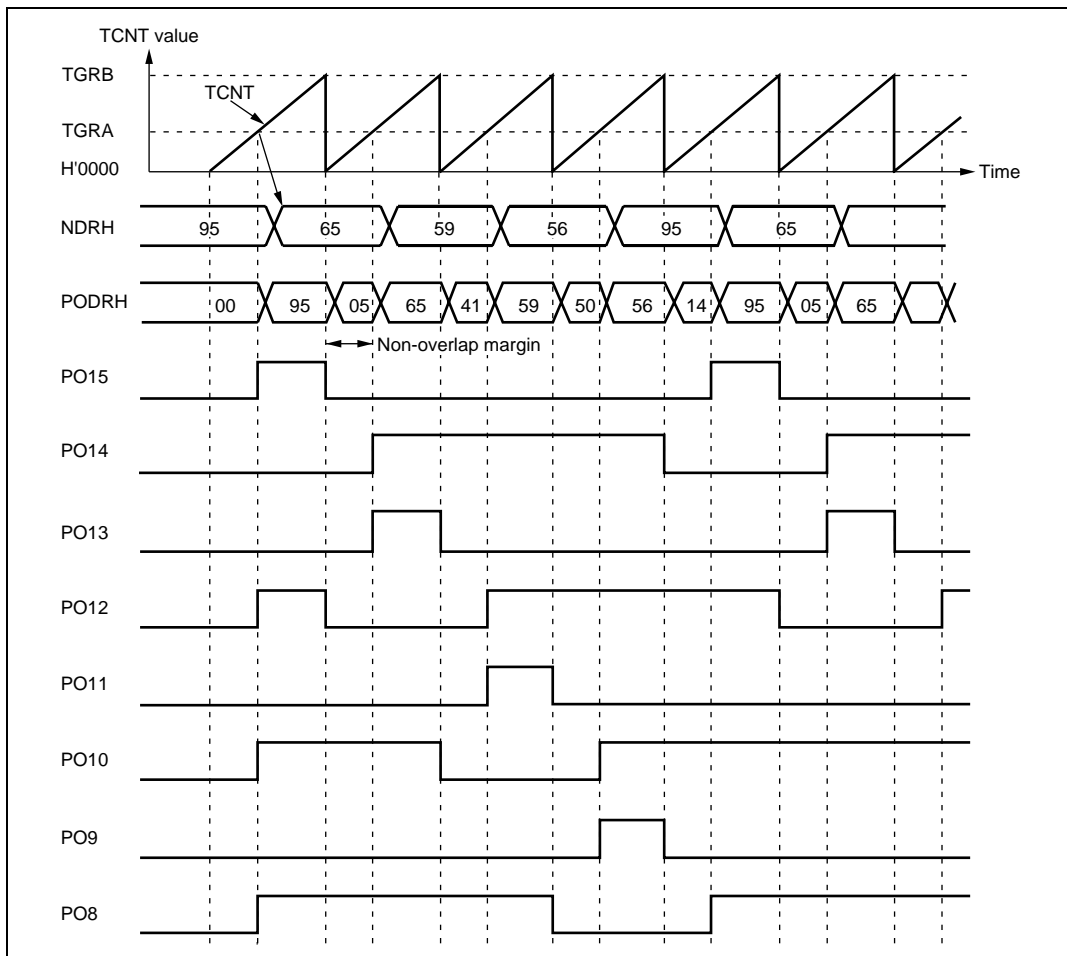 TCNT value
TGRB
TCNT
TGRA
H'0000
Time
NDRH
95 65 59 56 95 65
PODRH
00 95 05 65 41 59 50 56 14 95 05 65
Non-overlap margin
PO15
PO14
PO13
PO12
PO11
PO10
PO9
PO8